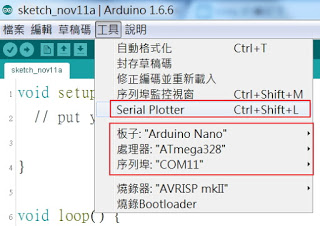 sketch_nov11a | Arduino 1.6.6
檔案 編輯 草稿碼 工具 說明
自動格式化 Ctrl+T
封存草稿碼
修正編碼並重新載入
序列埠監控視窗 Ctrl+Shift+M
Serial Plotter Ctrl+Shift+L
板子: "Arduino Nano"
處理器: "ATmega328"
序列埠: "COM11"
燒錄器: "AVRISP mkII"
燒錄Bootloader
sketch_nov11a
void setup
// put y
}
void loop() {